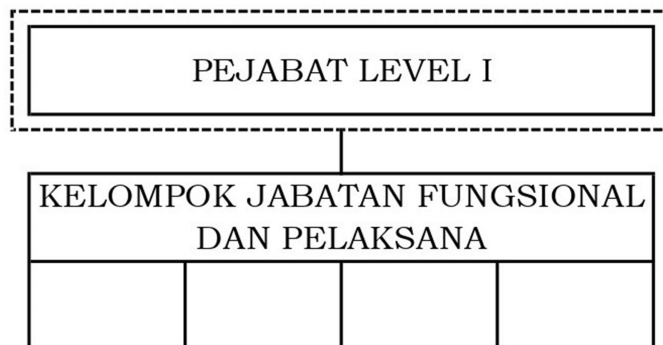 PEJABAT LEVEL I
KELOMPOK JABATAN FUNGSIONAL
DAN PELAKSANA